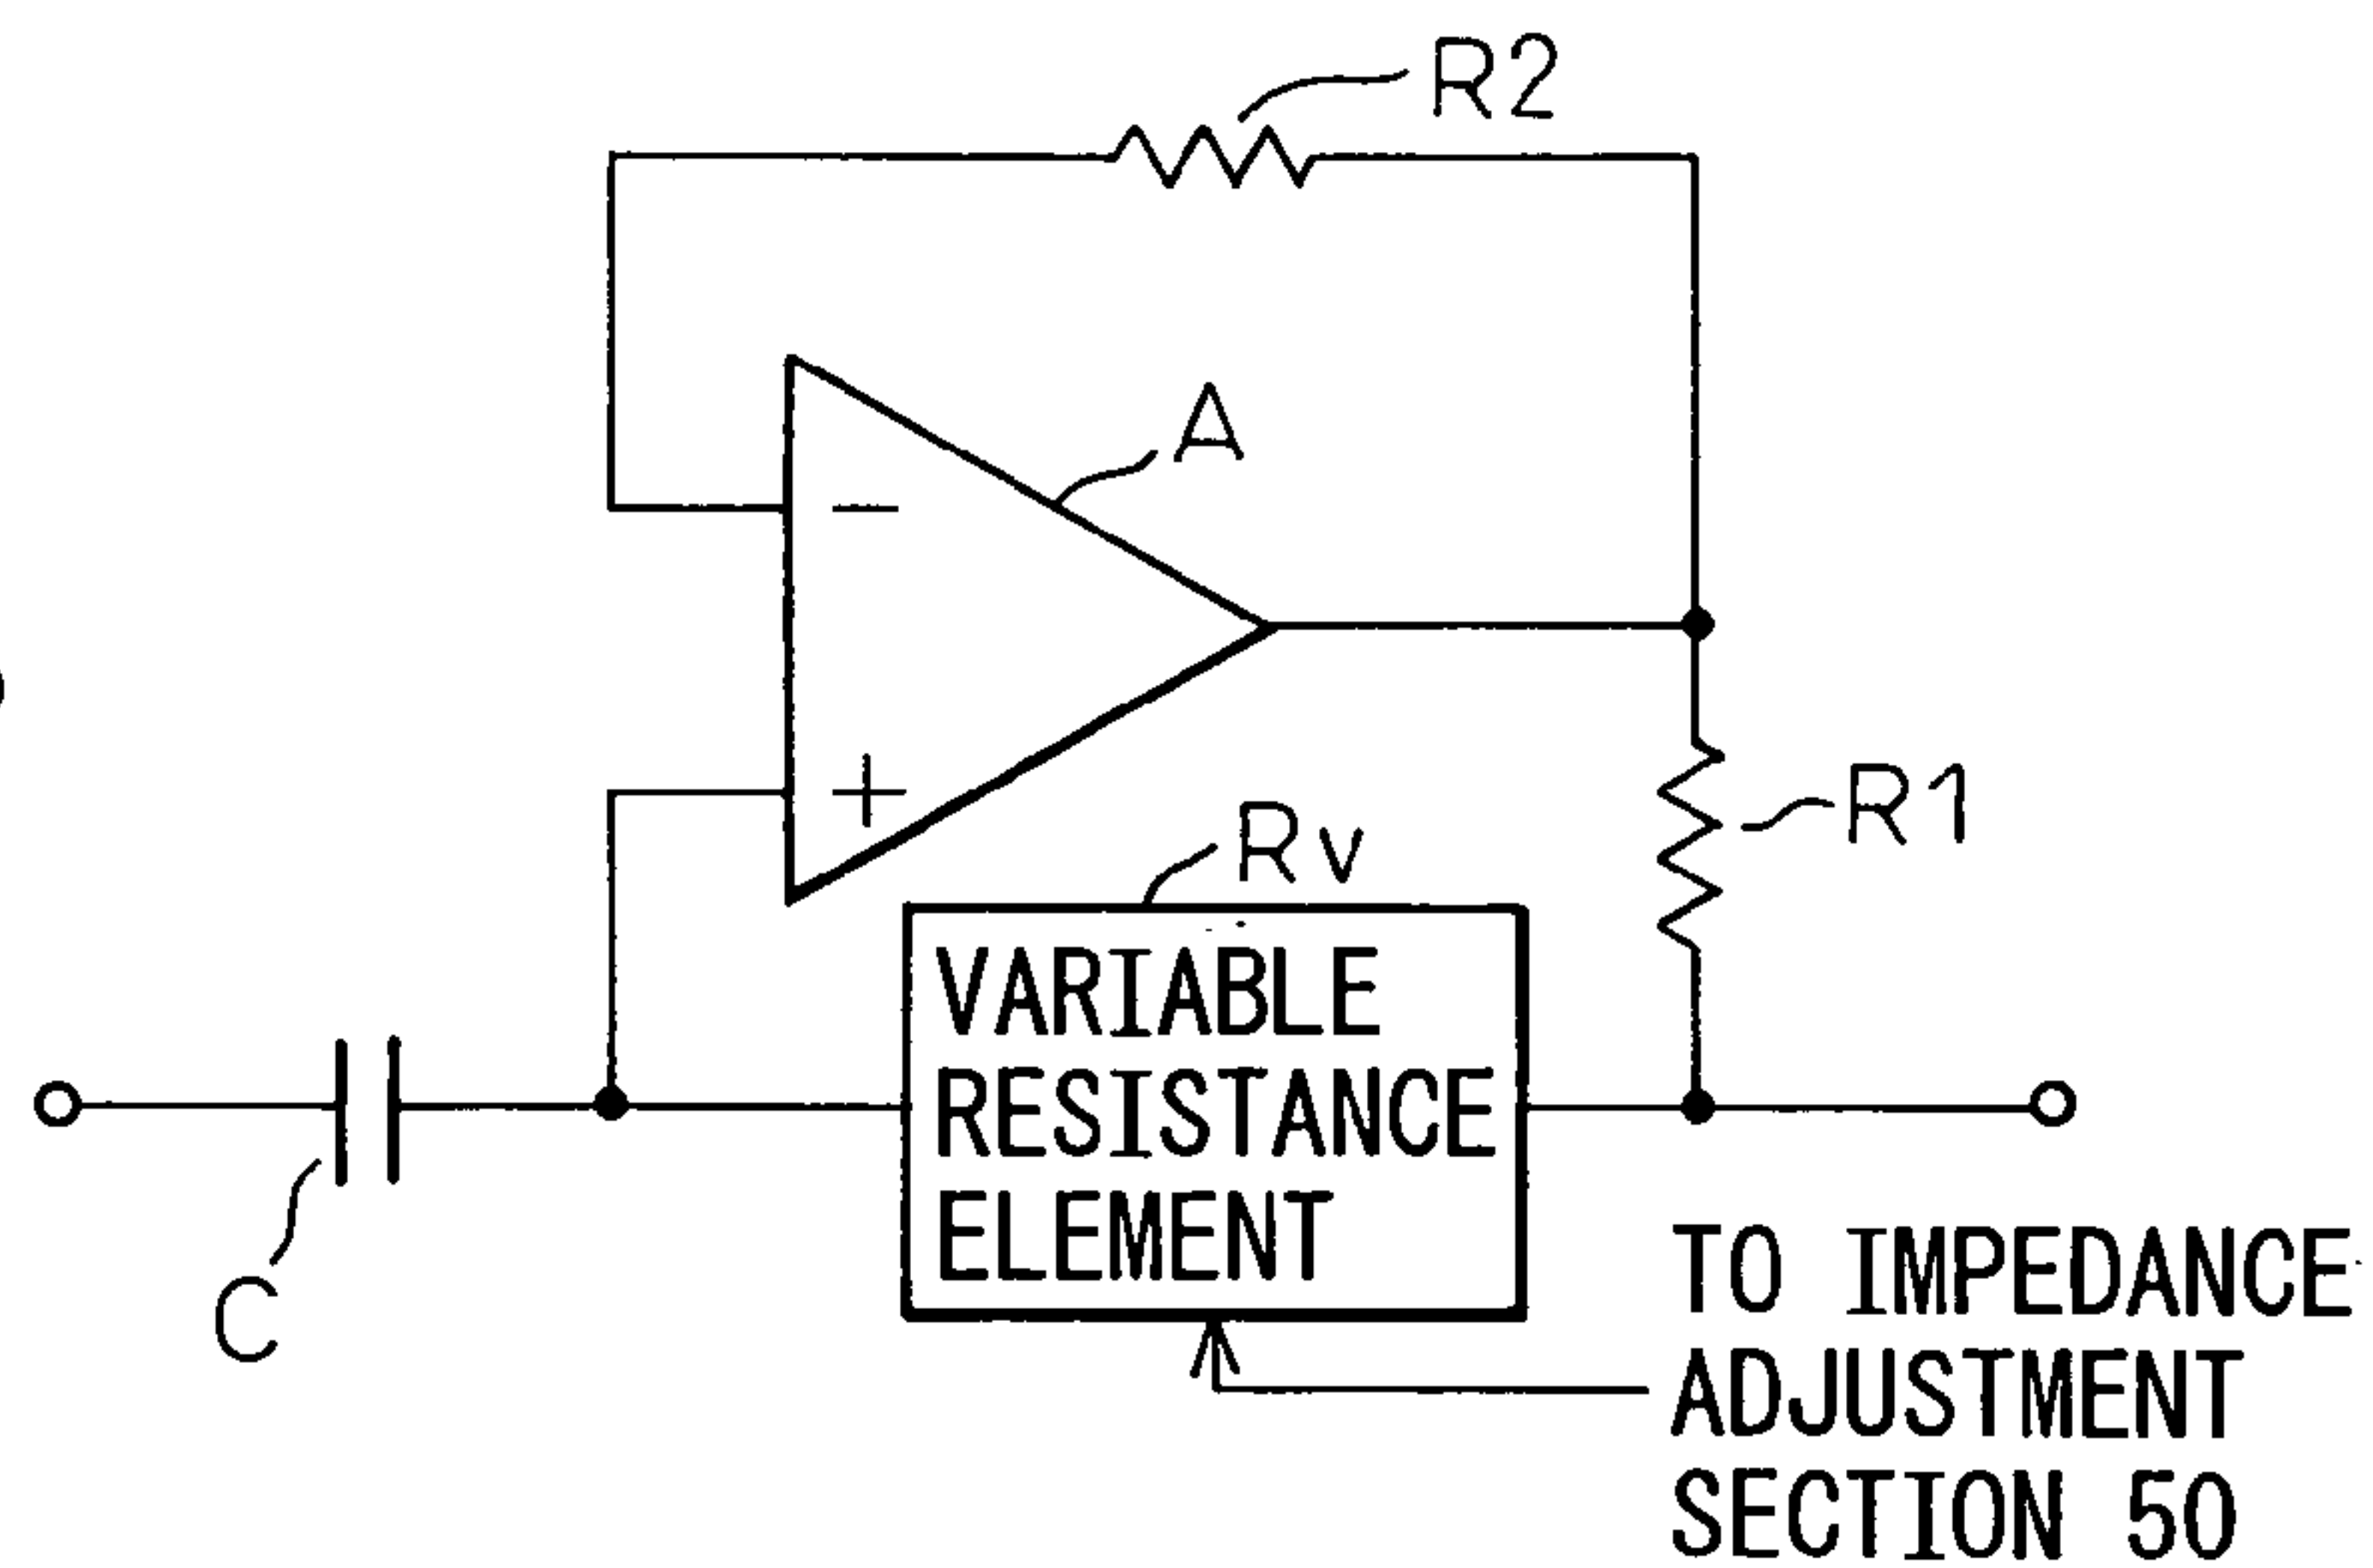 R2
A
−
+
Rv
R1
VARIABLE
RESISTANCE
ELEMENT
C
TO IMPEDANCE
ADJUSTMENT
SECTION 50